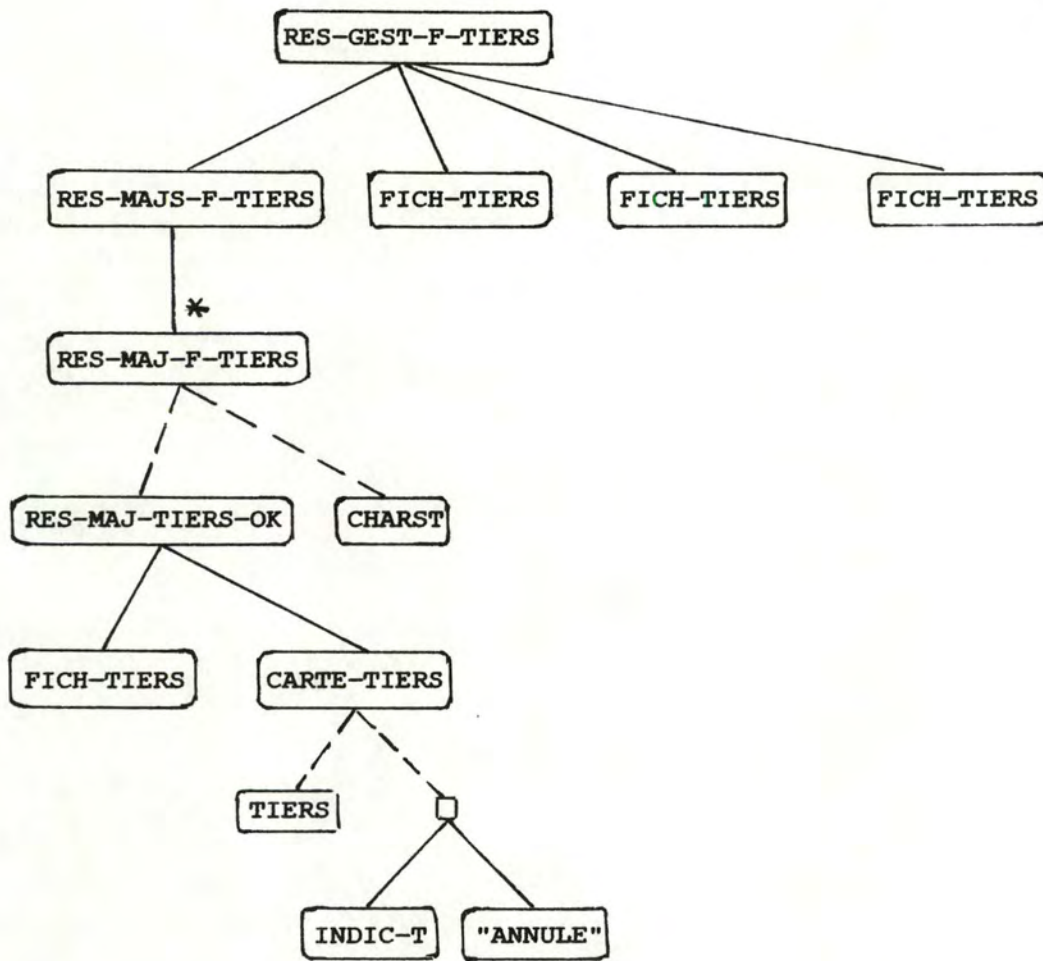 RES-GEST-F-TIERS
RES-MAJS-F-TIERS FICH-TIERS FICH-TIERS FICH-TIERS
*
RES-MAJ-F-TIERS
RES-MAJ-TIERS-OK CHARST
FICH-TIERS CARTE-TIERS
TIERS
INDIC-T "ANNULE"